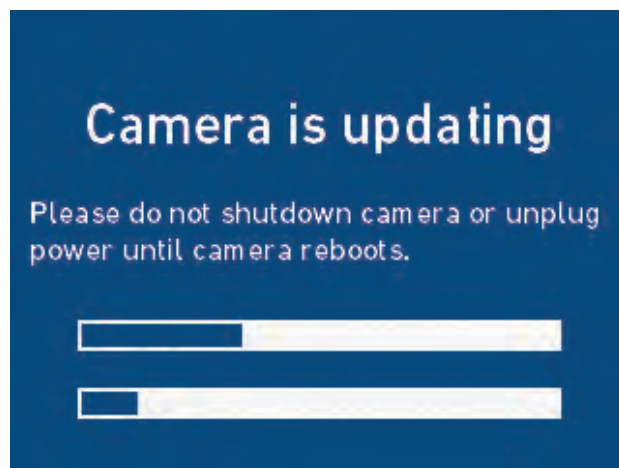 Camera is updating
Please do not shutdown camera or unplug
power until camera reboots.